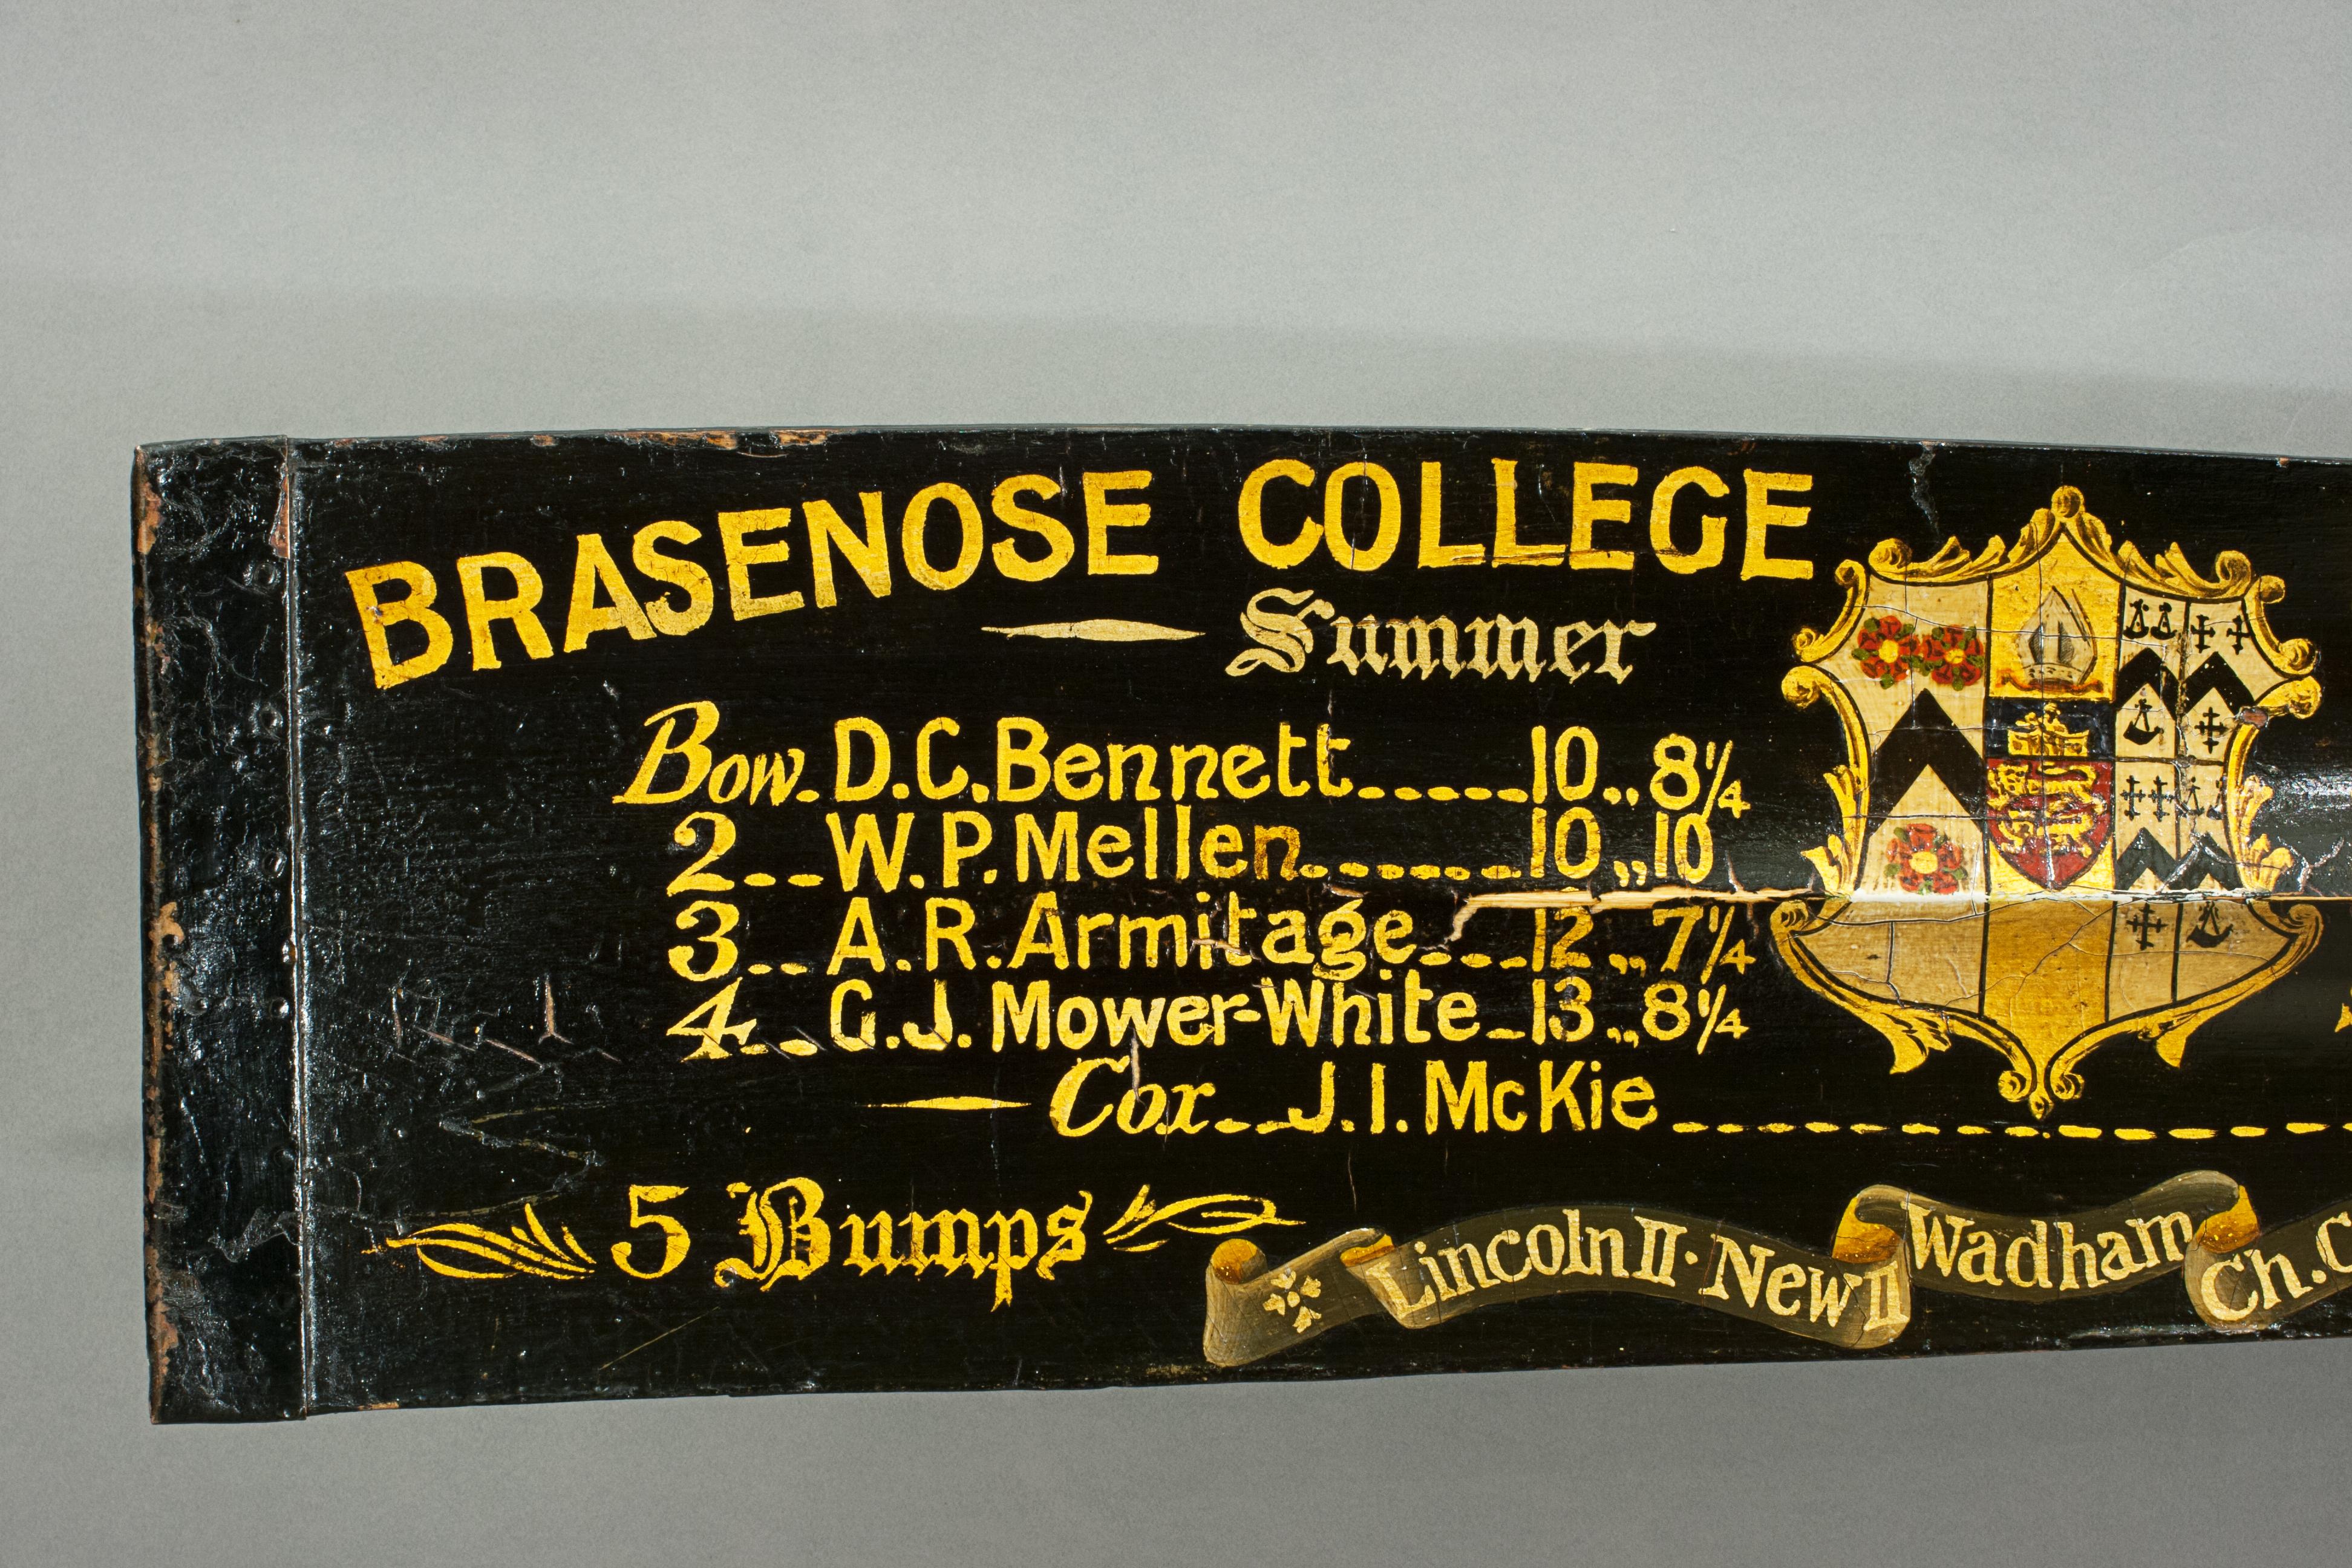 BRASENOSE COLLEGE
Summer
Bow. D.C. Bennett......10.,8¼
2...W.P. Mellen.......10.,10
3...A.R. Armitage...12.,7¼
4...G.J. Mower-White.13.,8¼
Cox...J.I. McKie
5 Bumps
Lincoln II · New II Wadham Ch.